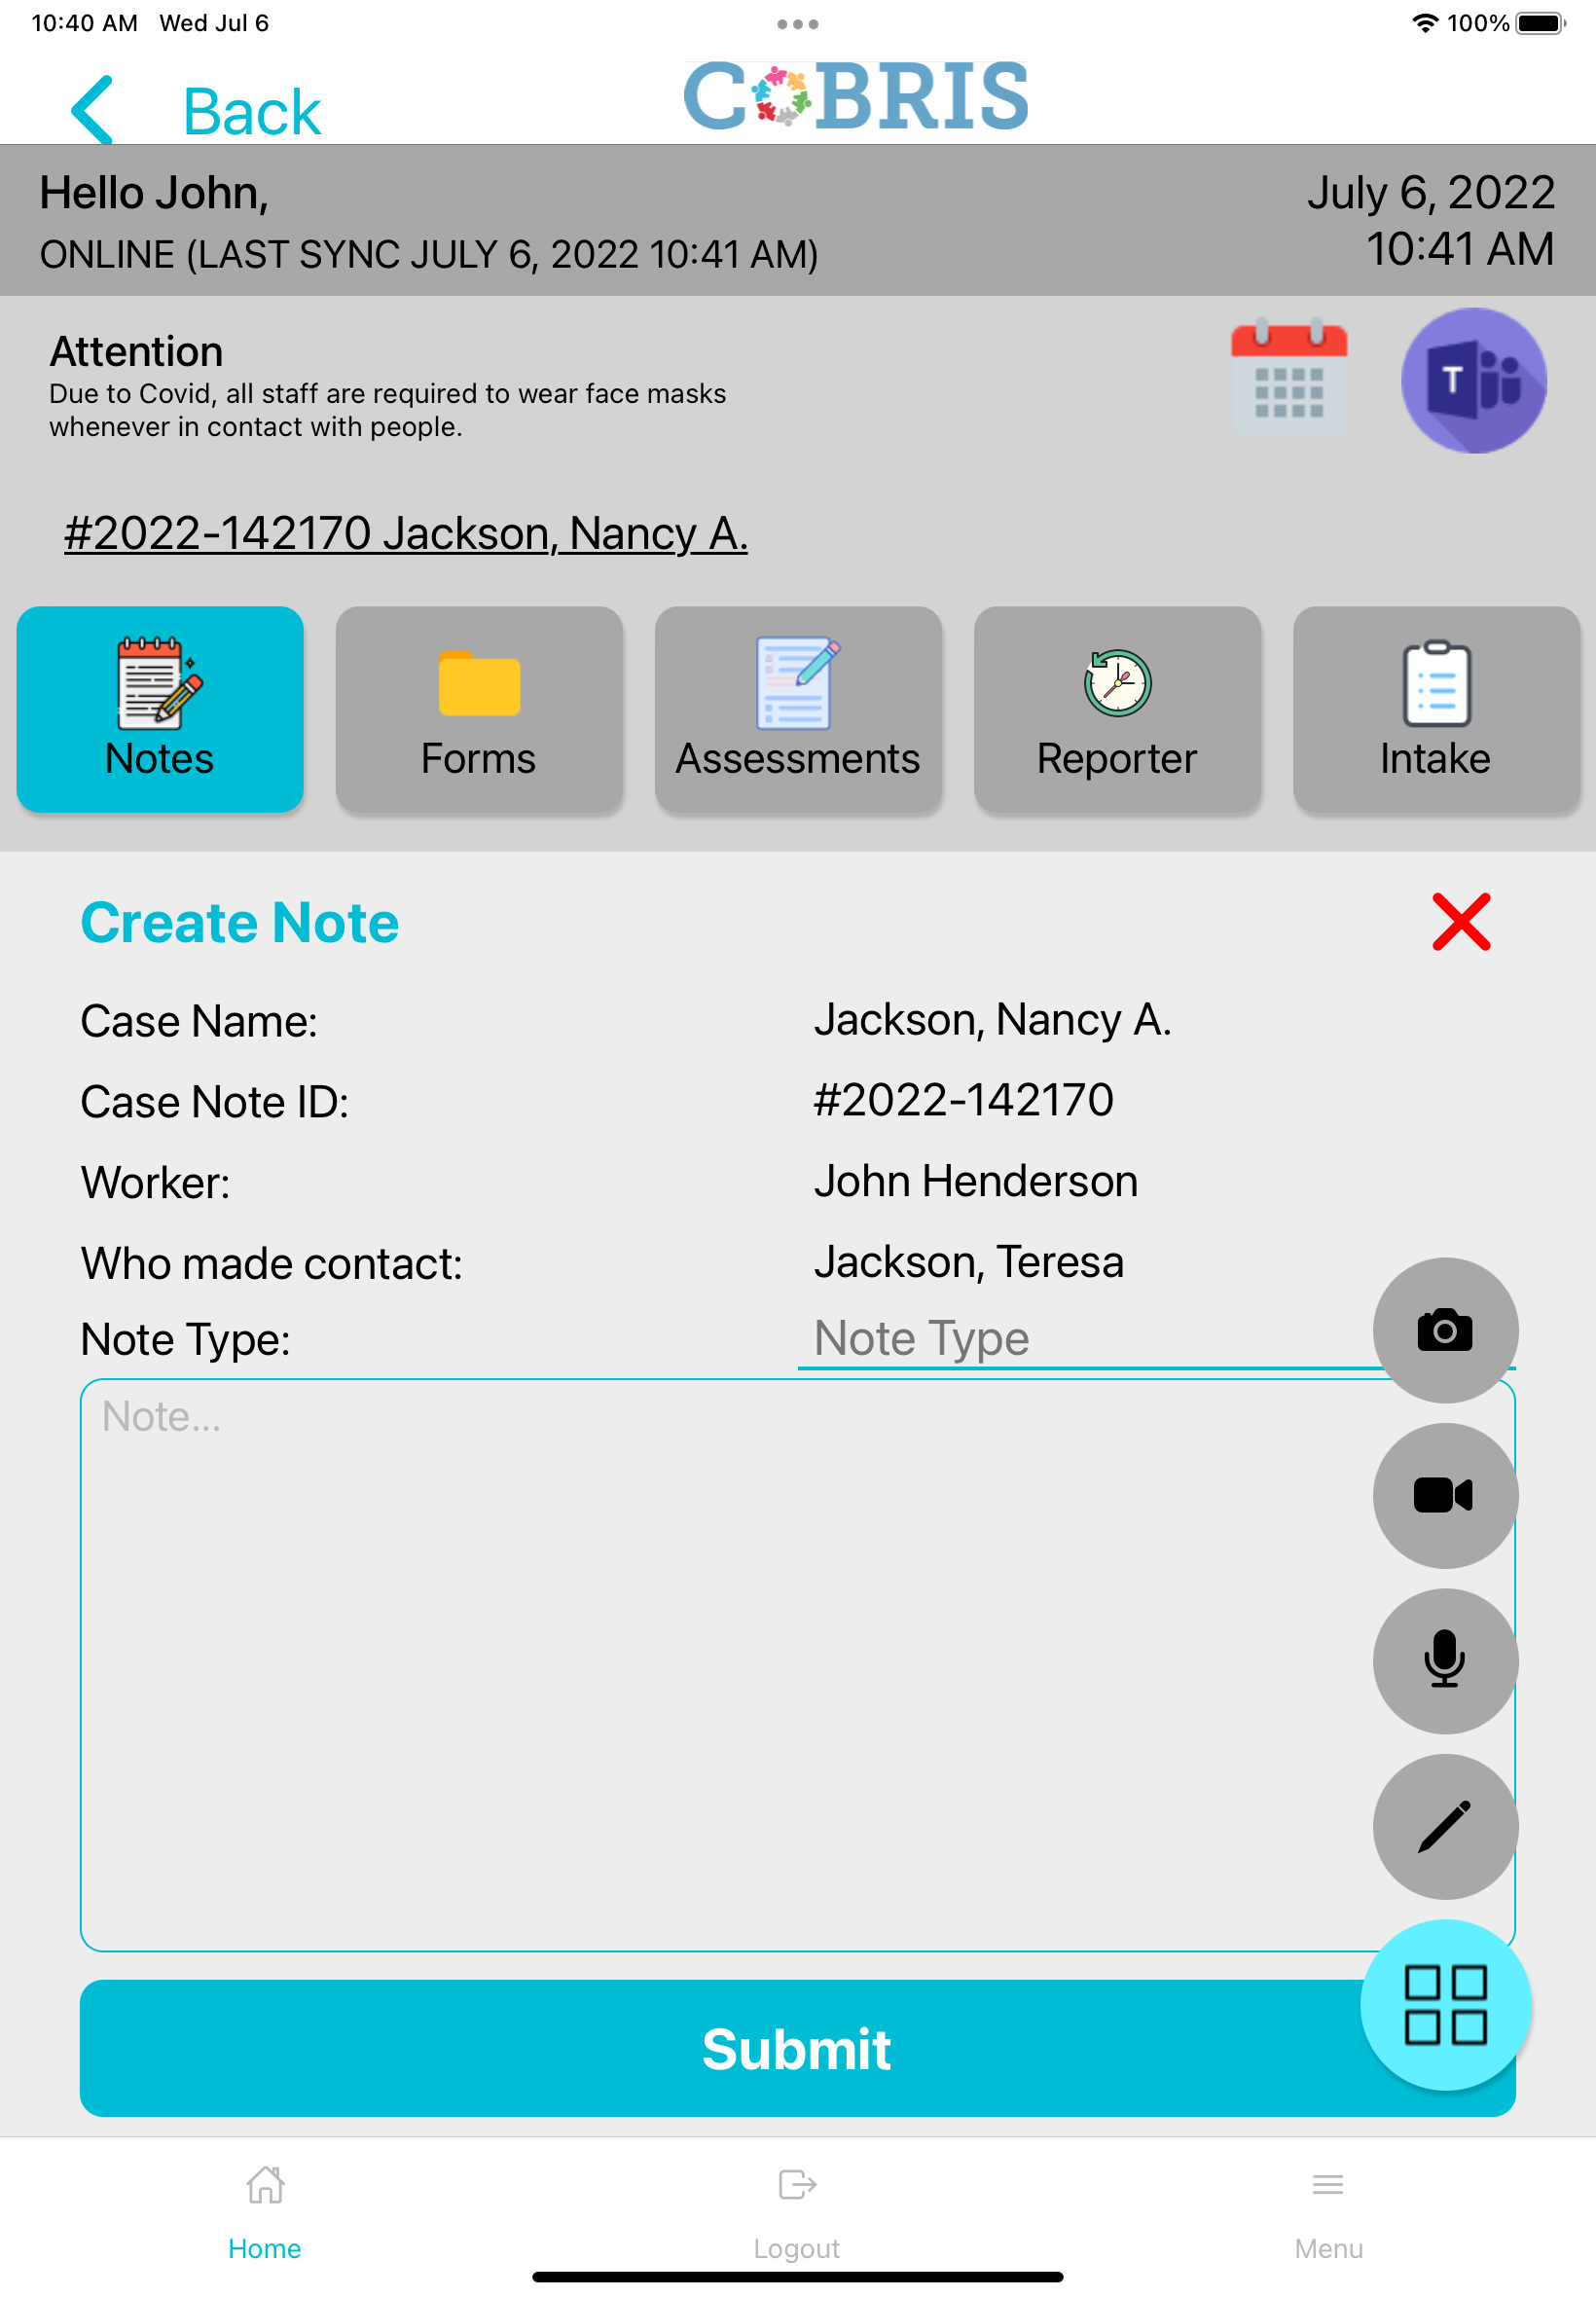 10:40 AM Wed Jul 6
100%
Back
COBRIS
Hello John,
July 6, 2022
ONLINE (LAST SYNC JULY 6, 2022 10:41 AM)
10:41 AM
Attention
Due to Covid, all staff are required to wear face masks
whenever in contact with people.
T
#2022-142170 Jackson, Nancy A.
Notes
Forms
Assessments
Reporter
Intake
Create Note
Case Name: Jackson, Nancy A.
Case Note ID: #2022-142170
Worker: John Henderson
Who made contact: Jackson, Teresa
Note Type: Note Type
Note...
Submit
Home
Logout
Menu